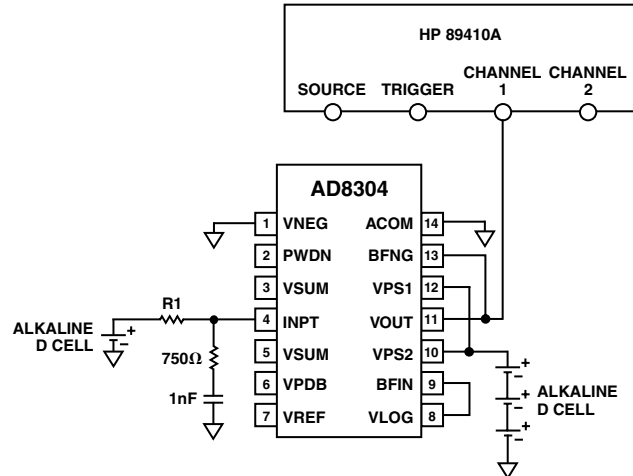 HP 89410A
SOURCE TRIGGER CHANNEL 1 CHANNEL 2
AD8304
1 VNEG ACOM 14
2 PWDN BFNG 13
3 VSUM VPS1 12
4 INPT VOUT 11
5 VSUM VPS2 10
6 VPDB BFIN 9
7 VREF VLOG 8
R1
ALKALINE
D CELL
+
−
750Ω
1nF
+
−
+
−
+
−
ALKALINE
D CELL